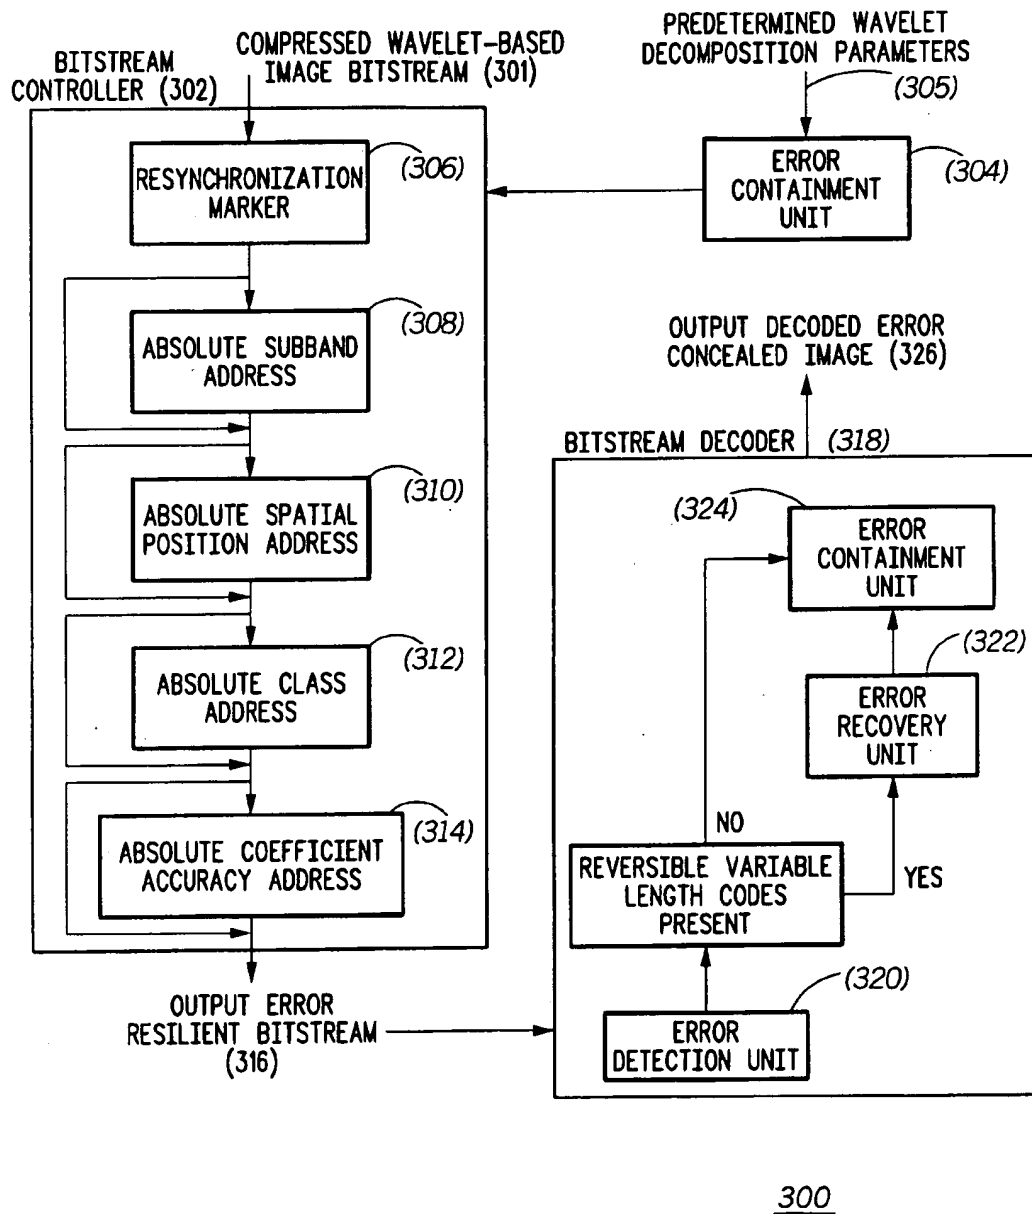 COMPRESSED WAVELET-BASED
IMAGE BITSTREAM (301)
BITSTREAM
CONTROLLER (302)
PREDETERMINED WAVELET
DECOMPOSITION PARAMETERS
(305)
RESYNCHRONIZATION
MARKER
(306)
ERROR
CONTAINMENT
UNIT
(304)
ABSOLUTE SUBBAND
ADDRESS
(308)
ABSOLUTE SPATIAL
POSITION ADDRESS
(310)
ABSOLUTE CLASS
ADDRESS
(312)
ABSOLUTE COEFFICIENT
ACCURACY ADDRESS
(314)
OUTPUT ERROR
RESILIENT BITSTREAM
(316)
OUTPUT DECODED ERROR
CONCEALED IMAGE (326)
BITSTREAM DECODER (318)
(324)
ERROR
CONTAINMENT
UNIT
(322)
ERROR
RECOVERY
UNIT
NO
REVERSIBLE VARIABLE
LENGTH CODES
PRESENT
YES
(320)
ERROR
DETECTION UNIT
300